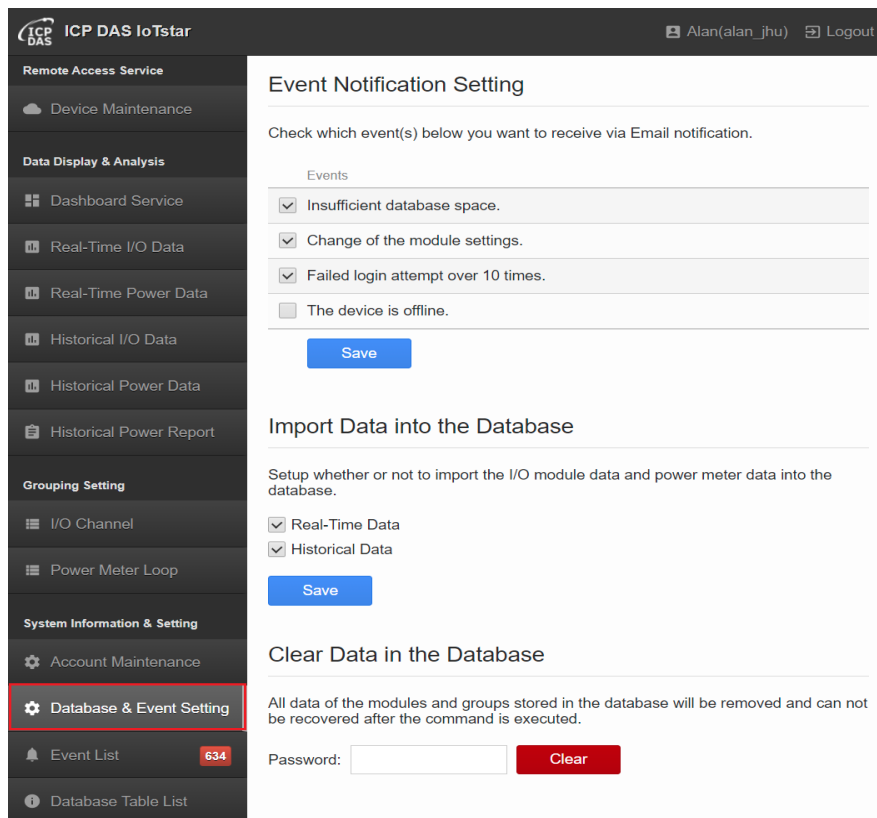 ICP DAS
ICP DAS IoTstar
Alan(alan_jhu)
Logout
Remote Access Service
Device Maintenance
Data Display & Analysis
Dashboard Service
Real-Time I/O Data
Real-Time Power Data
Historical I/O Data
Historical Power Data
Historical Power Report
Grouping Setting
I/O Channel
Power Meter Loop
System Information & Setting
Account Maintenance
Database & Event Setting
Event List 634
Database Table List
Event Notification Setting
Check which event(s) below you want to receive via Email notification.
Events
Insufficient database space.
Change of the module settings.
Failed login attempt over 10 times.
The device is offline.
Save
Import Data into the Database
Setup whether or not to import the I/O module data and power meter data into the
database.
Real-Time Data
Historical Data
Save
Clear Data in the Database
All data of the modules and groups stored in the database will be removed and can not
be recovered after the command is executed.
Password:
Clear